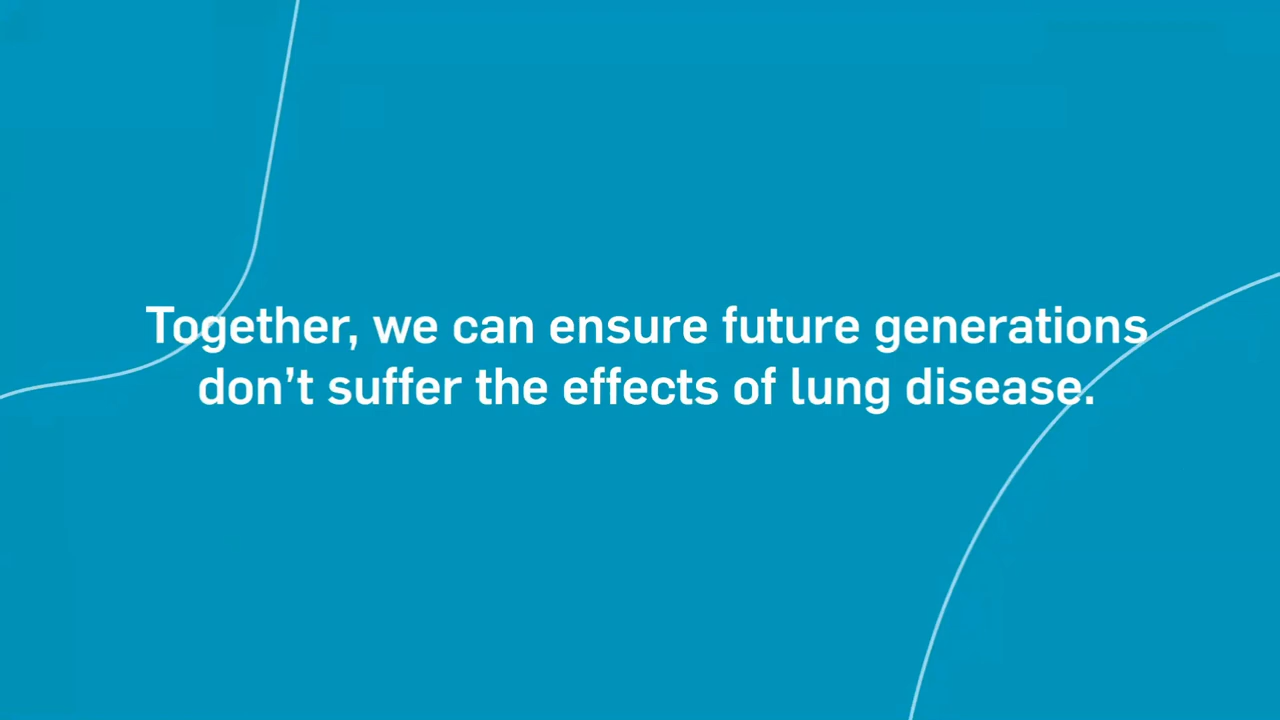 Together, we can ensure future generations
don’t suffer the effects of lung disease.